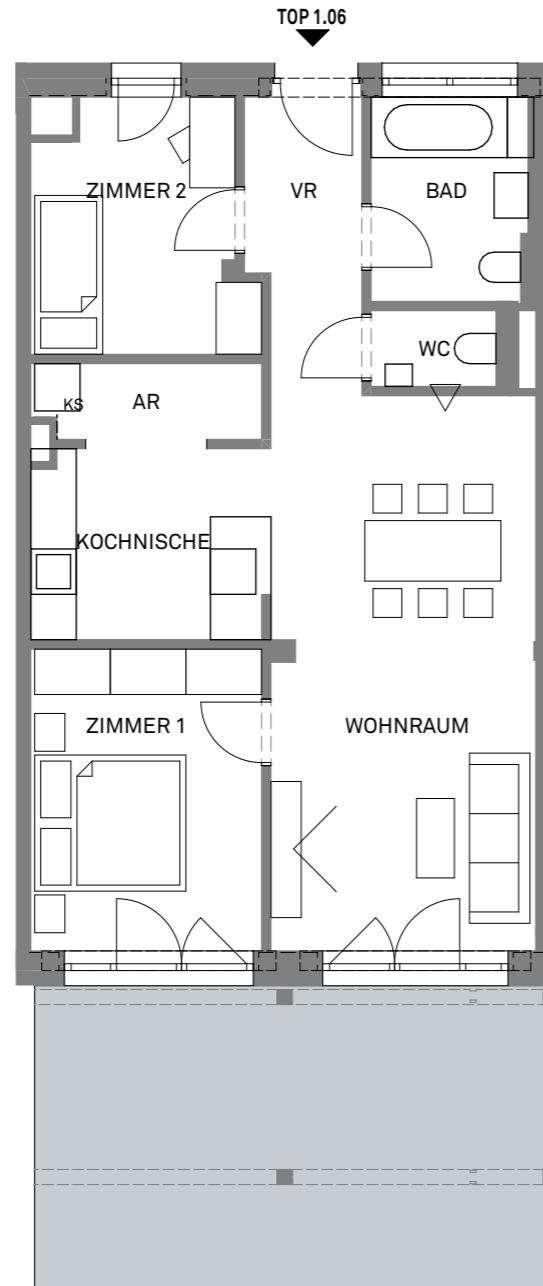 TOP 1.06
ZIMMER 2
VR
BAD
WC
KS
AR
KOCHNISCHE
ZIMMER 1
WOHNRAUM